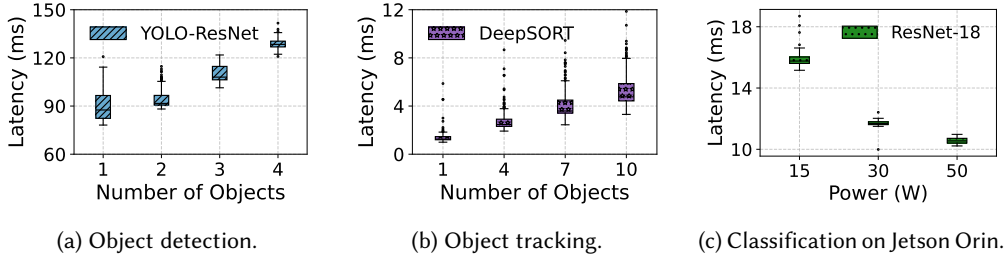 Latency (ms)
150
120
90
60
YOLO-ResNet
1 2 3 4
Number of Objects
(a) Object detection.
Latency (ms)
12
8
4
0
DeepSORT
1 4 7 10
Number of Objects
(b) Object tracking.
Latency (ms)
18
14
10
ResNet-18
15 30 50
Power (W)
(c) Classification on Jetson Orin.